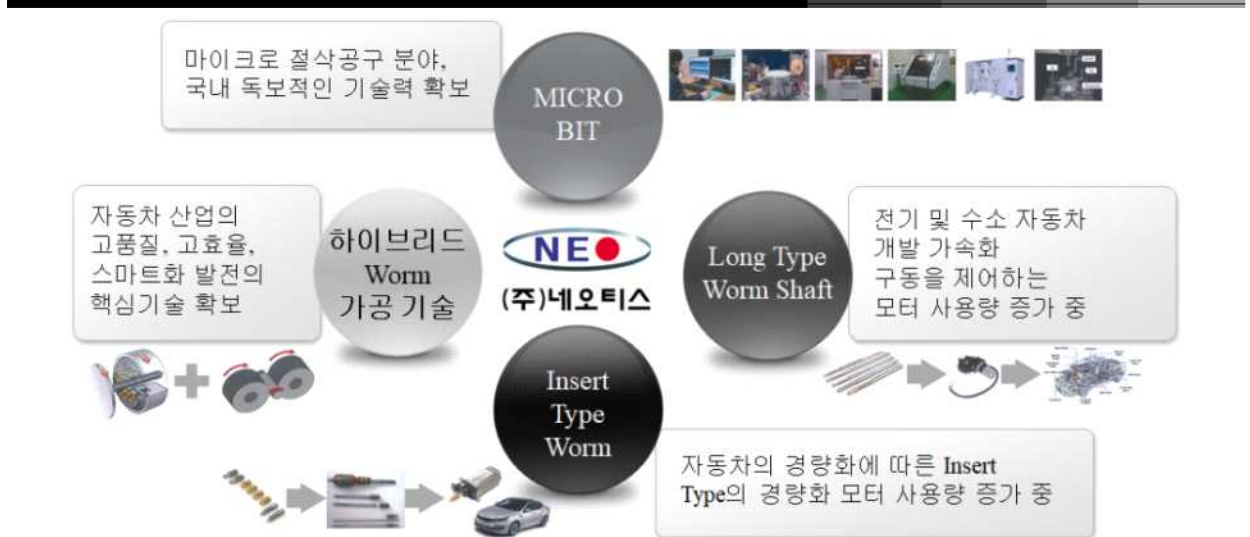 마이크로 절삭공구 분야,
국내 독보적인 기술력 확보
MICRO
BIT
자동차 산업의
고품질, 고효율,
스마트화 발전의
핵심기술 확보
하이브리드
Worm
가공 기술
NEO
(주)네오티스
Long Type
Worm Shaft
전기 및 수소 자동차
개발 가속화
구동을 제어하는
모터 사용량 증가 중
Insert
Type
Worm
자동차의 경량화에 따른 Insert
Type의 경량화 모터 사용량 증가 중